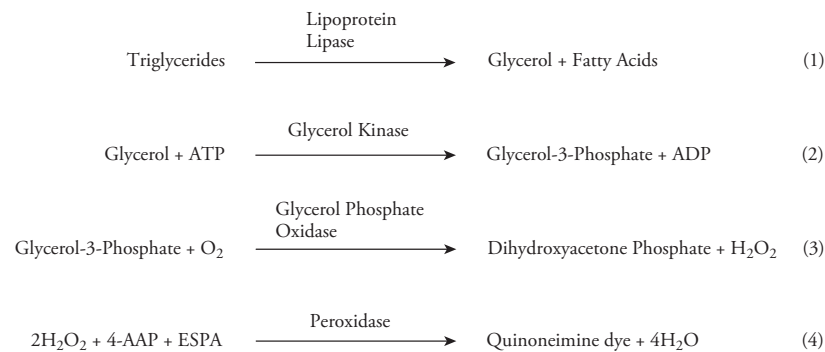 Lipoprotein
Lipase
Triglycerides Glycerol + Fatty Acids (1)
Glycerol Kinase
Glycerol + ATP Glycerol-3-Phosphate + ADP (2)
Glycerol Phosphate
Oxidase
Glycerol-3-Phosphate + O₂ Dihydroxyacetone Phosphate + H₂O₂ (3)
Peroxidase
2H₂O₂ + 4-AAP + ESPA Quinoneimine dye + 4H₂O (4)